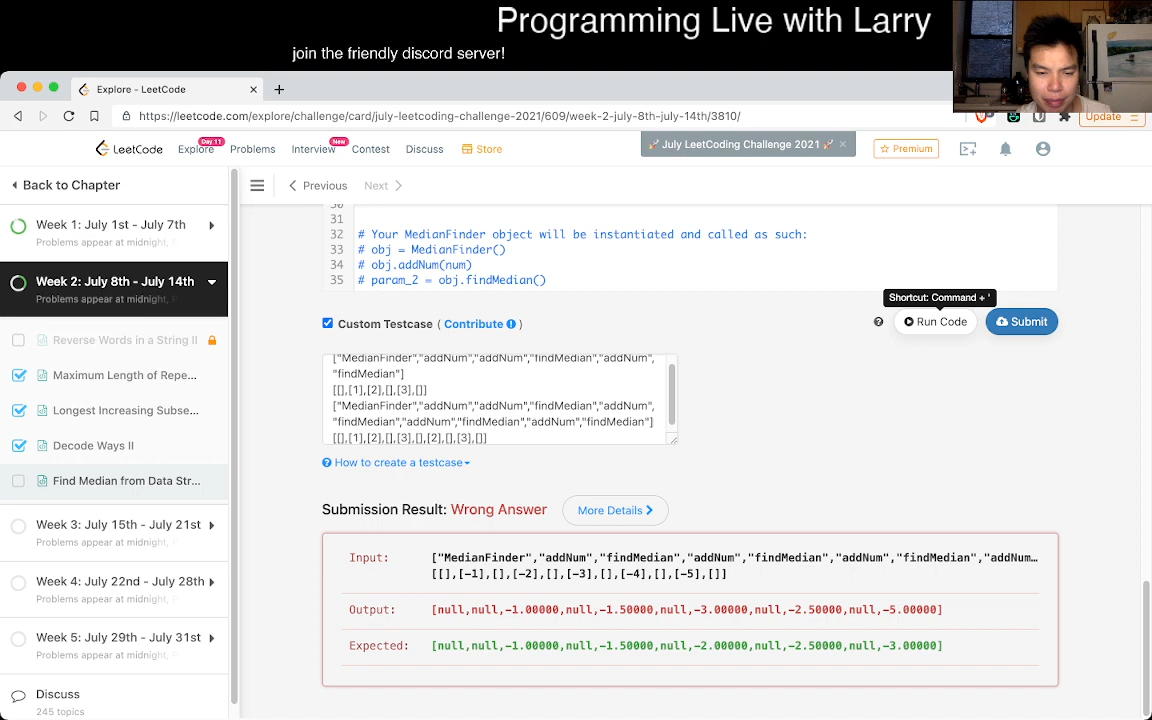 Programming Live with Larry
join the friendly discord server!
Explore - LeetCode
https://leetcode.com/explore/challenge/card/july-leetcoding-challenge-2021/609/week-2-july-8th-july-14th/3810/
Update
LeetCode
Explore
Day 11
Problems
Interview
New
Contest
Discuss
Store
🚀 July LeetCoding Challenge 2021 🚀
Premium
Back to Chapter
Previous
Next
Week 1: July 1st - July 7th
Problems appear at midnight,
Week 2: July 8th - July 14th
Problems appear at midnight,
Reverse Words in a String II
Maximum Length of Repe...
Longest Increasing Subse...
Decode Ways II
Find Median from Data Str...
Week 3: July 15th - July 21st
Problems appear at midnight,
Week 4: July 22nd - July 28th
Problems appear at midnight,
Week 5: July 29th - July 31st
Problems appear at midnight,
Discuss
245 topics
30
31
32 # Your MedianFinder object will be instantiated and called as such:
33 # obj = MedianFinder()
34 # obj.addNum(num)
35 # param_2 = obj.findMedian()
Shortcut: Command + '
Custom Testcase ( Contribute )
Run Code
Submit
["MedianFinder","addNum","addNum","findMedian","addNum",
"findMedian"]
[[],[1],[2],[],[3],[]]
["MedianFinder","addNum","addNum","findMedian","addNum",
"findMedian","addNum","findMedian","addNum","findMedian"]
[[],[1],[2],[],[3],[],[2],[],[3],[]]
How to create a testcase
Submission Result: Wrong Answer
More Details
Input: ["MedianFinder","addNum","findMedian","addNum","findMedian","addNum","findMedian","addNum…
[[],[-1],[],[-2],[],[-3],[],[-4],[],[-5],[]]
Output: [null,null,-1.00000,null,-1.50000,null,-3.00000,null,-2.50000,null,-5.00000]
Expected: [null,null,-1.00000,null,-1.50000,null,-2.00000,null,-2.50000,null,-3.00000]